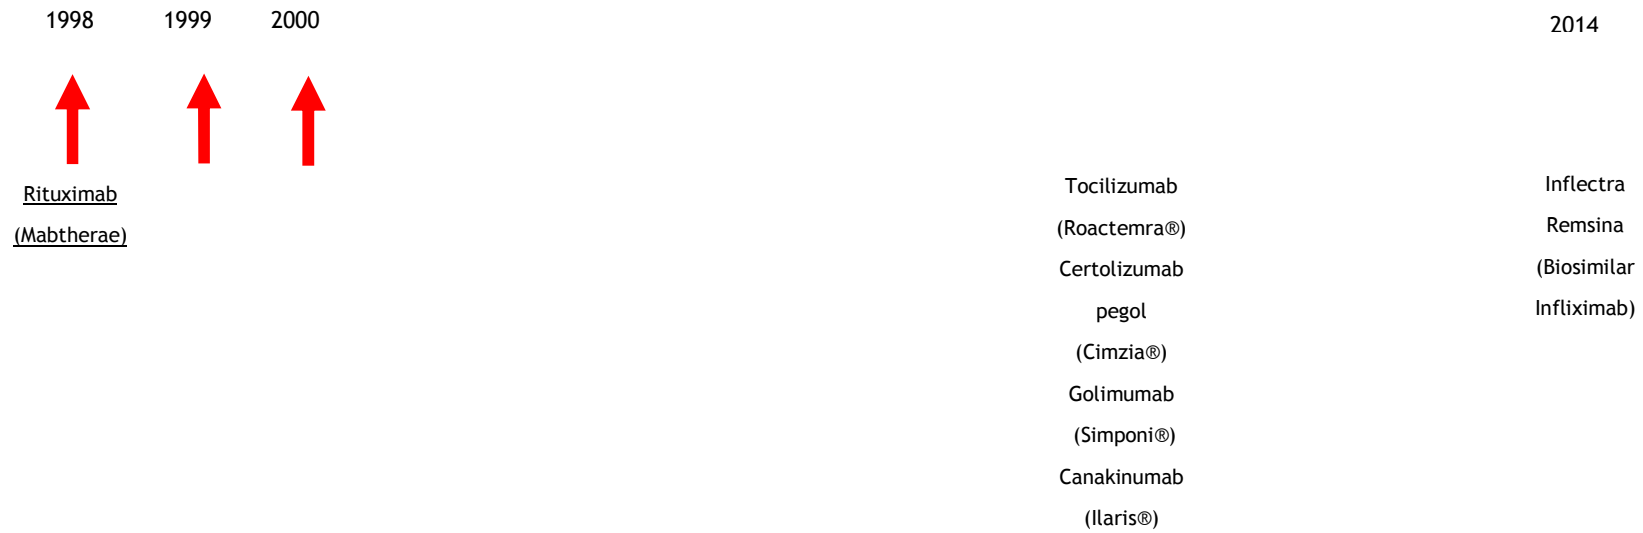 1998 1999 2000 2014
Rituximab
(Mabtherae)
Tocilizumab
(Roactemra®)
Certolizumab
pegol
(Cimzia®)
Golimumab
(Simponi®)
Canakinumab
(Ilaris®)
Inflectra
Remsina
(Biosimilar
Infliximab)